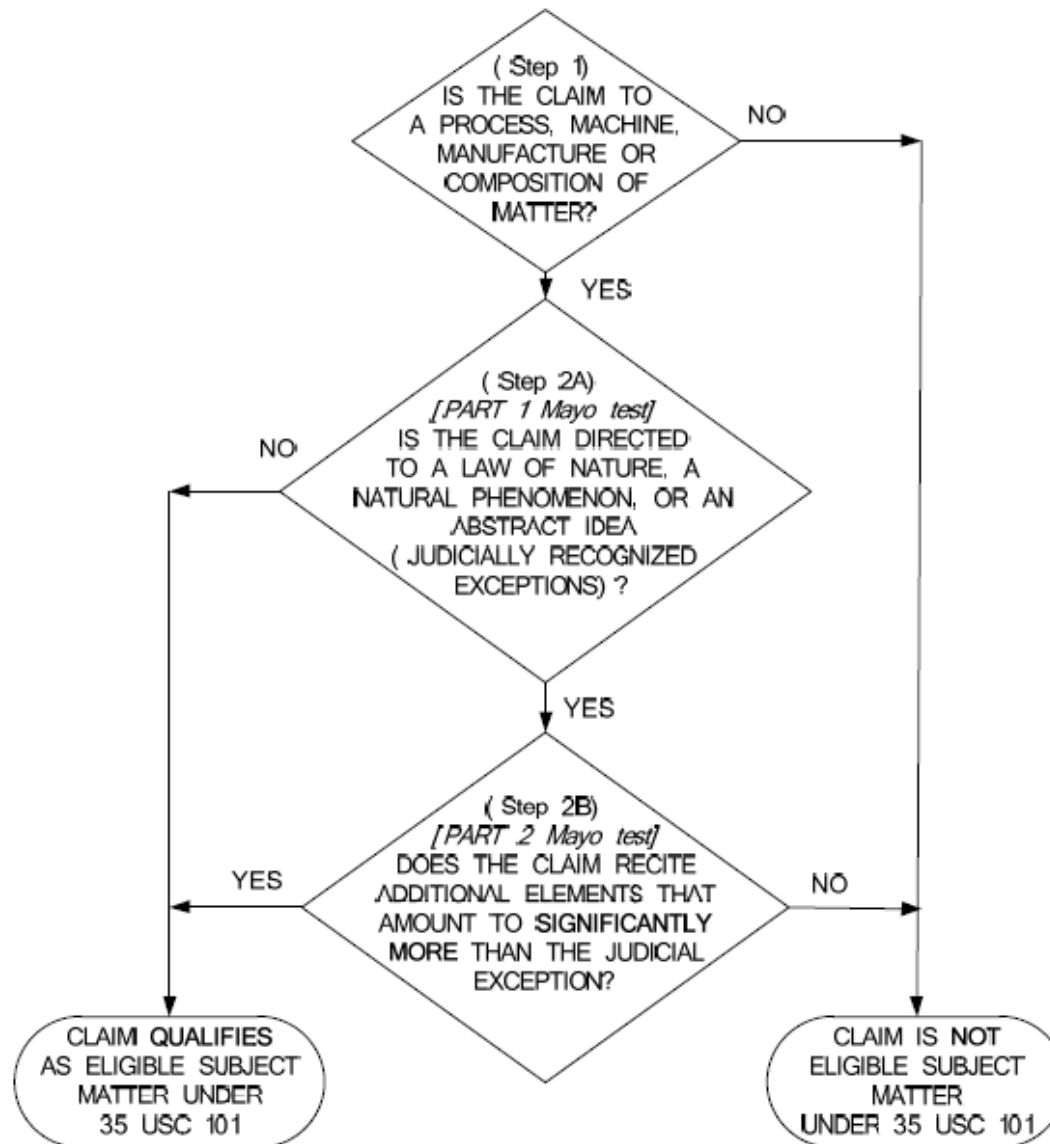 ( Step 1)
IS THE CLAIM TO
A PROCESS, MACHINE,
MANUFACTURE OR
COMPOSITION OF
MATTER?
NO
YES
( Step 2A)
[PART 1 Mayo test]
IS THE CLAIM DIRECTED
TO A LAW OF NATURE, A
NATURAL PHENOMENON, OR AN
ABSTRACT IDEA
( JUDICIALLY RECOGNIZED
EXCEPTIONS) ?
NO
YES
( Step 2B)
[PART 2 Mayo test]
DOES THE CLAIM RECITE
ADDITIONAL ELEMENTS THAT
AMOUNT TO SIGNIFICANTLY
MORE THAN THE JUDICIAL
EXCEPTION?
YES
NO
CLAIM QUALIFIES
AS ELIGIBLE SUBJECT
MATTER UNDER
35 USC 101
CLAIM IS NOT
ELIGIBLE SUBJECT
MATTER
UNDER 35 USC 101